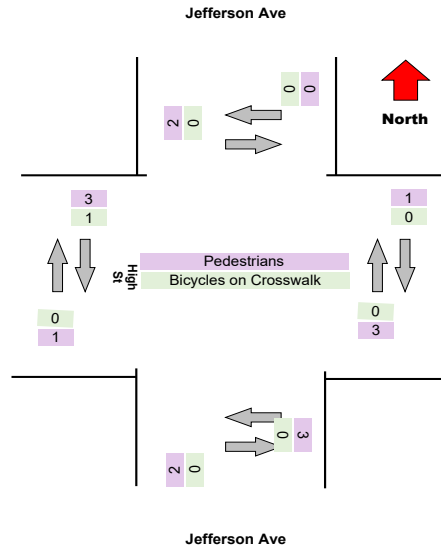 Jefferson Ave
0 0
2 0
North
3
1
1
0
High St
Pedestrians
Bicycles on Crosswalk
0
1
0
3
0 3
2 0
Jefferson Ave